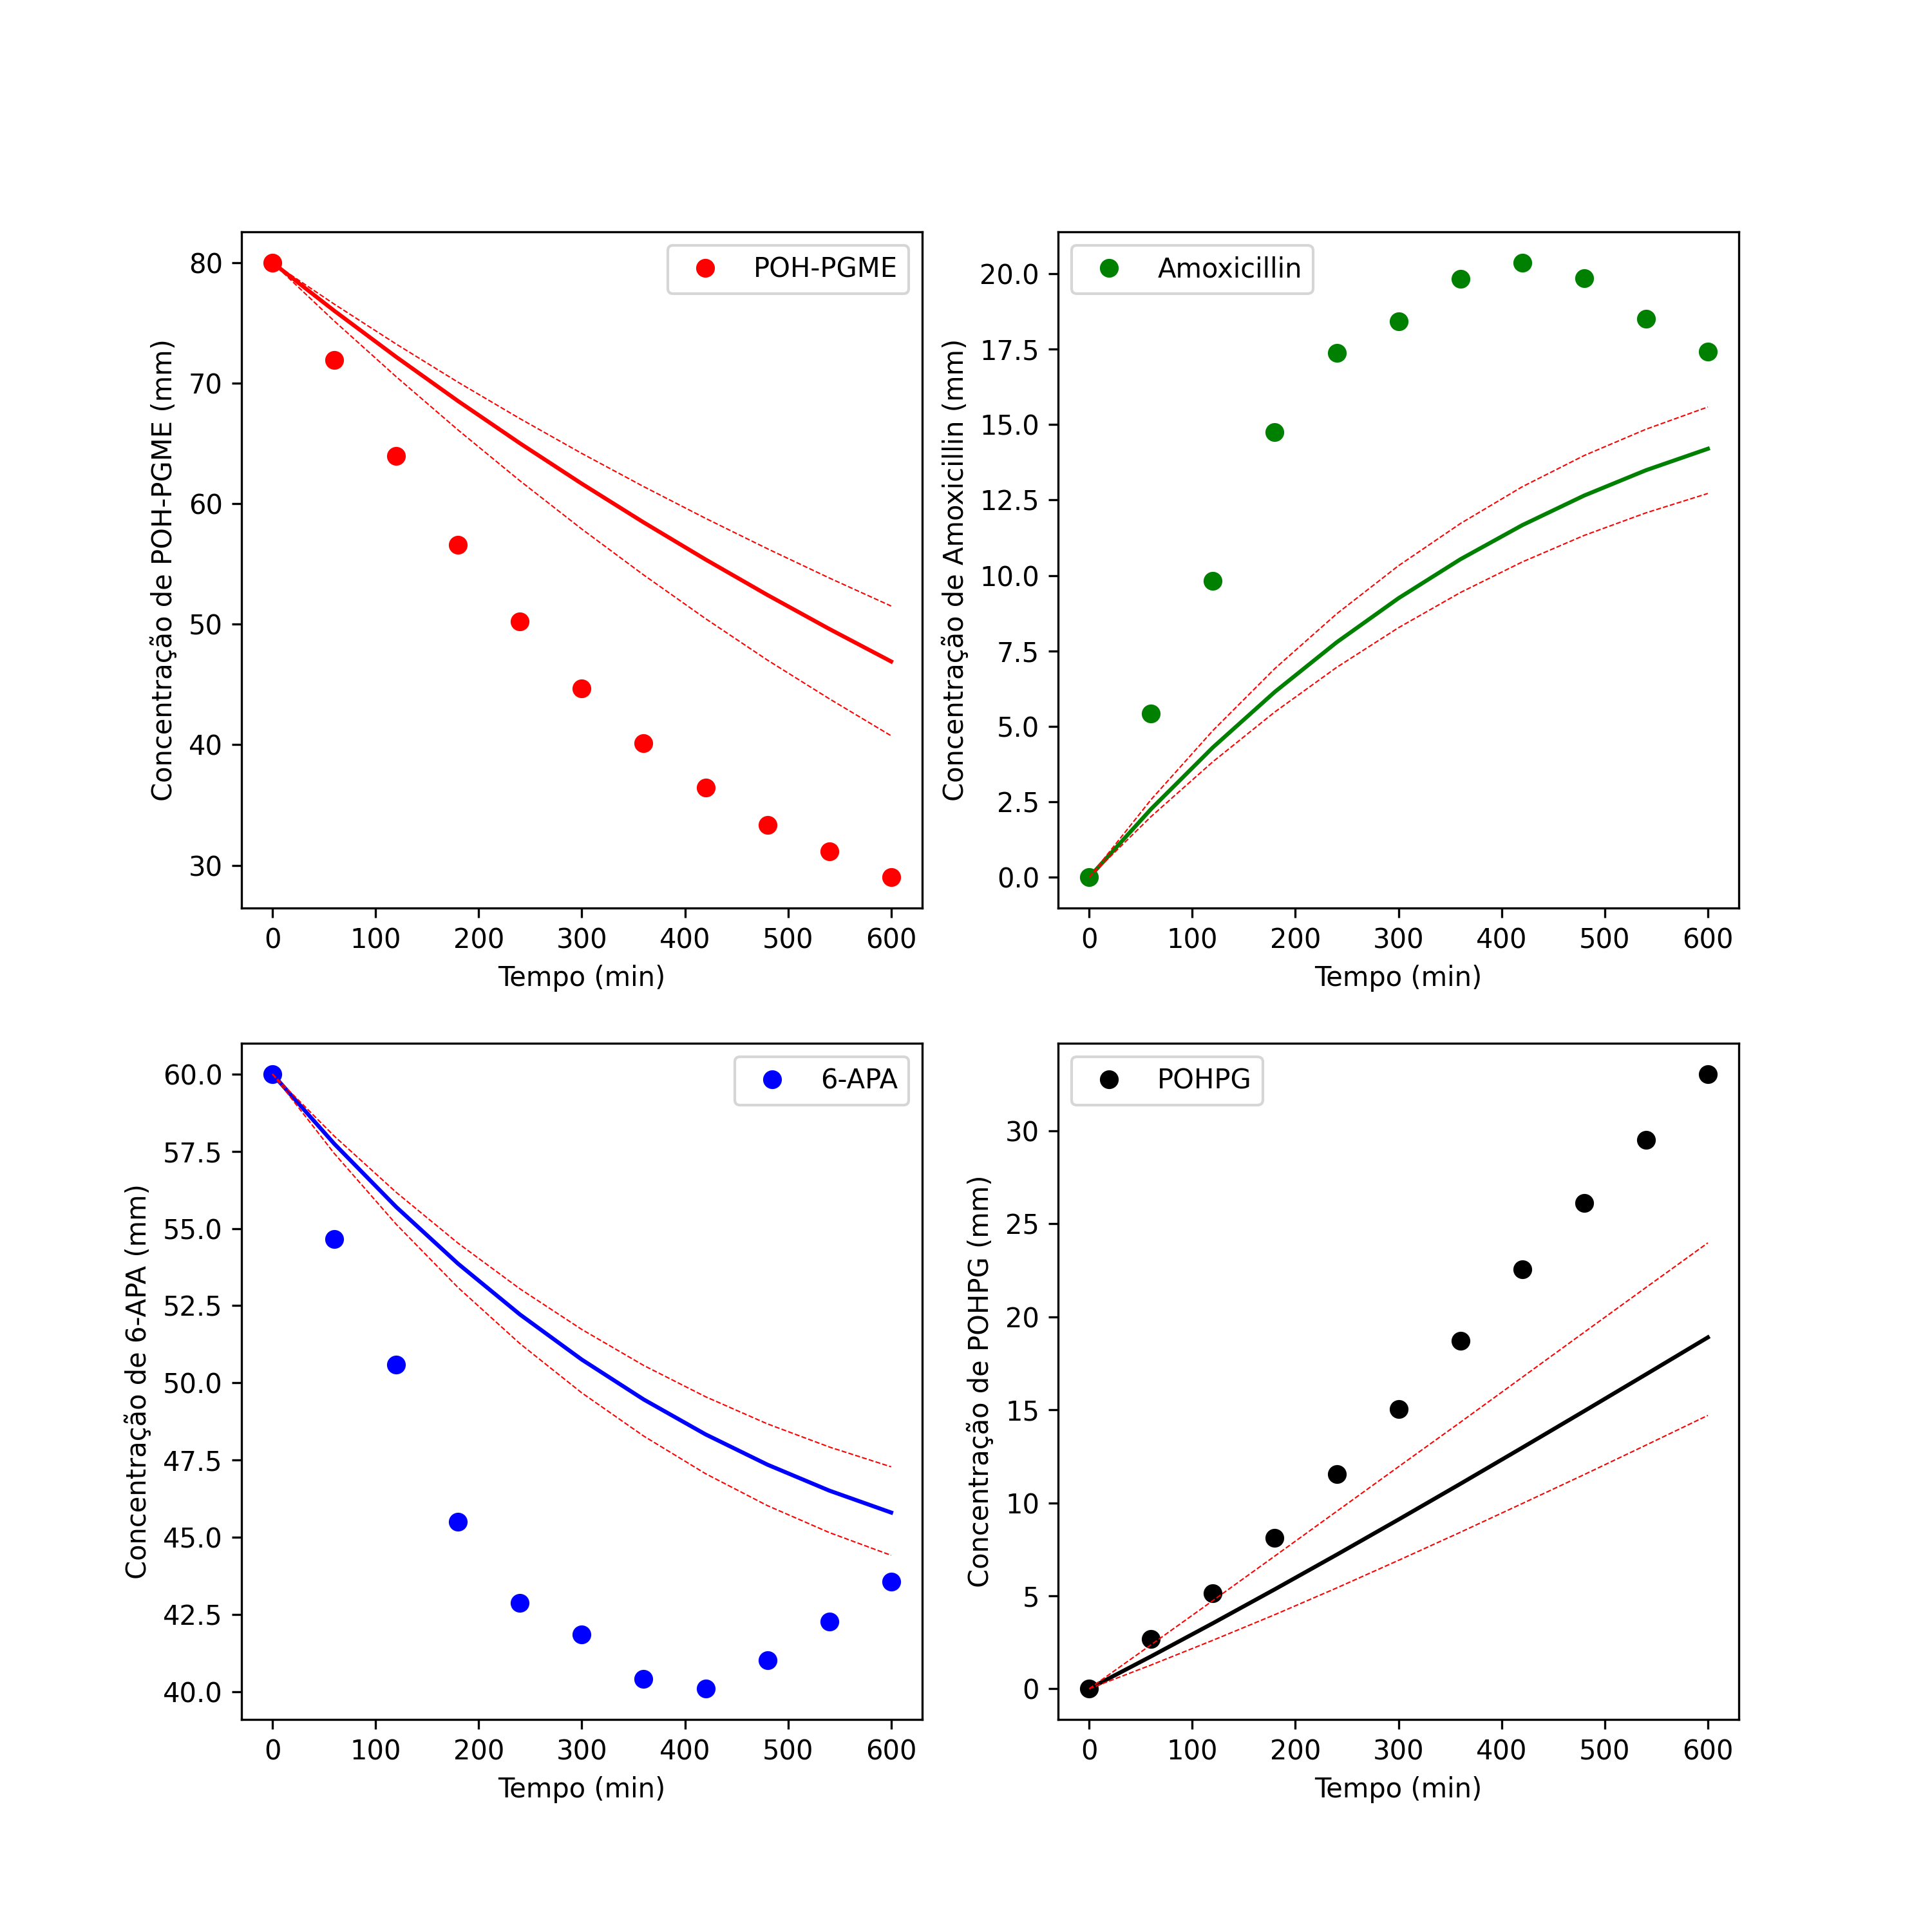 POH-PGME
Concentração de POH-PGME (mm)
80
70
60
50
40
30
0 100 200 300 400 500 600
Tempo (min)
Amoxicillin
Concentração de Amoxicillin (mm)
20.0
17.5
15.0
12.5
10.0
7.5
5.0
2.5
0.0
0 100 200 300 400 500 600
Tempo (min)
6-APA
Concentração de 6-APA (mm)
60.0
57.5
55.0
52.5
50.0
47.5
45.0
42.5
40.0
0 100 200 300 400 500 600
Tempo (min)
POHPG
Concentração de POHPG (mm)
30
25
20
15
10
5
0
0 100 200 300 400 500 600
Tempo (min)